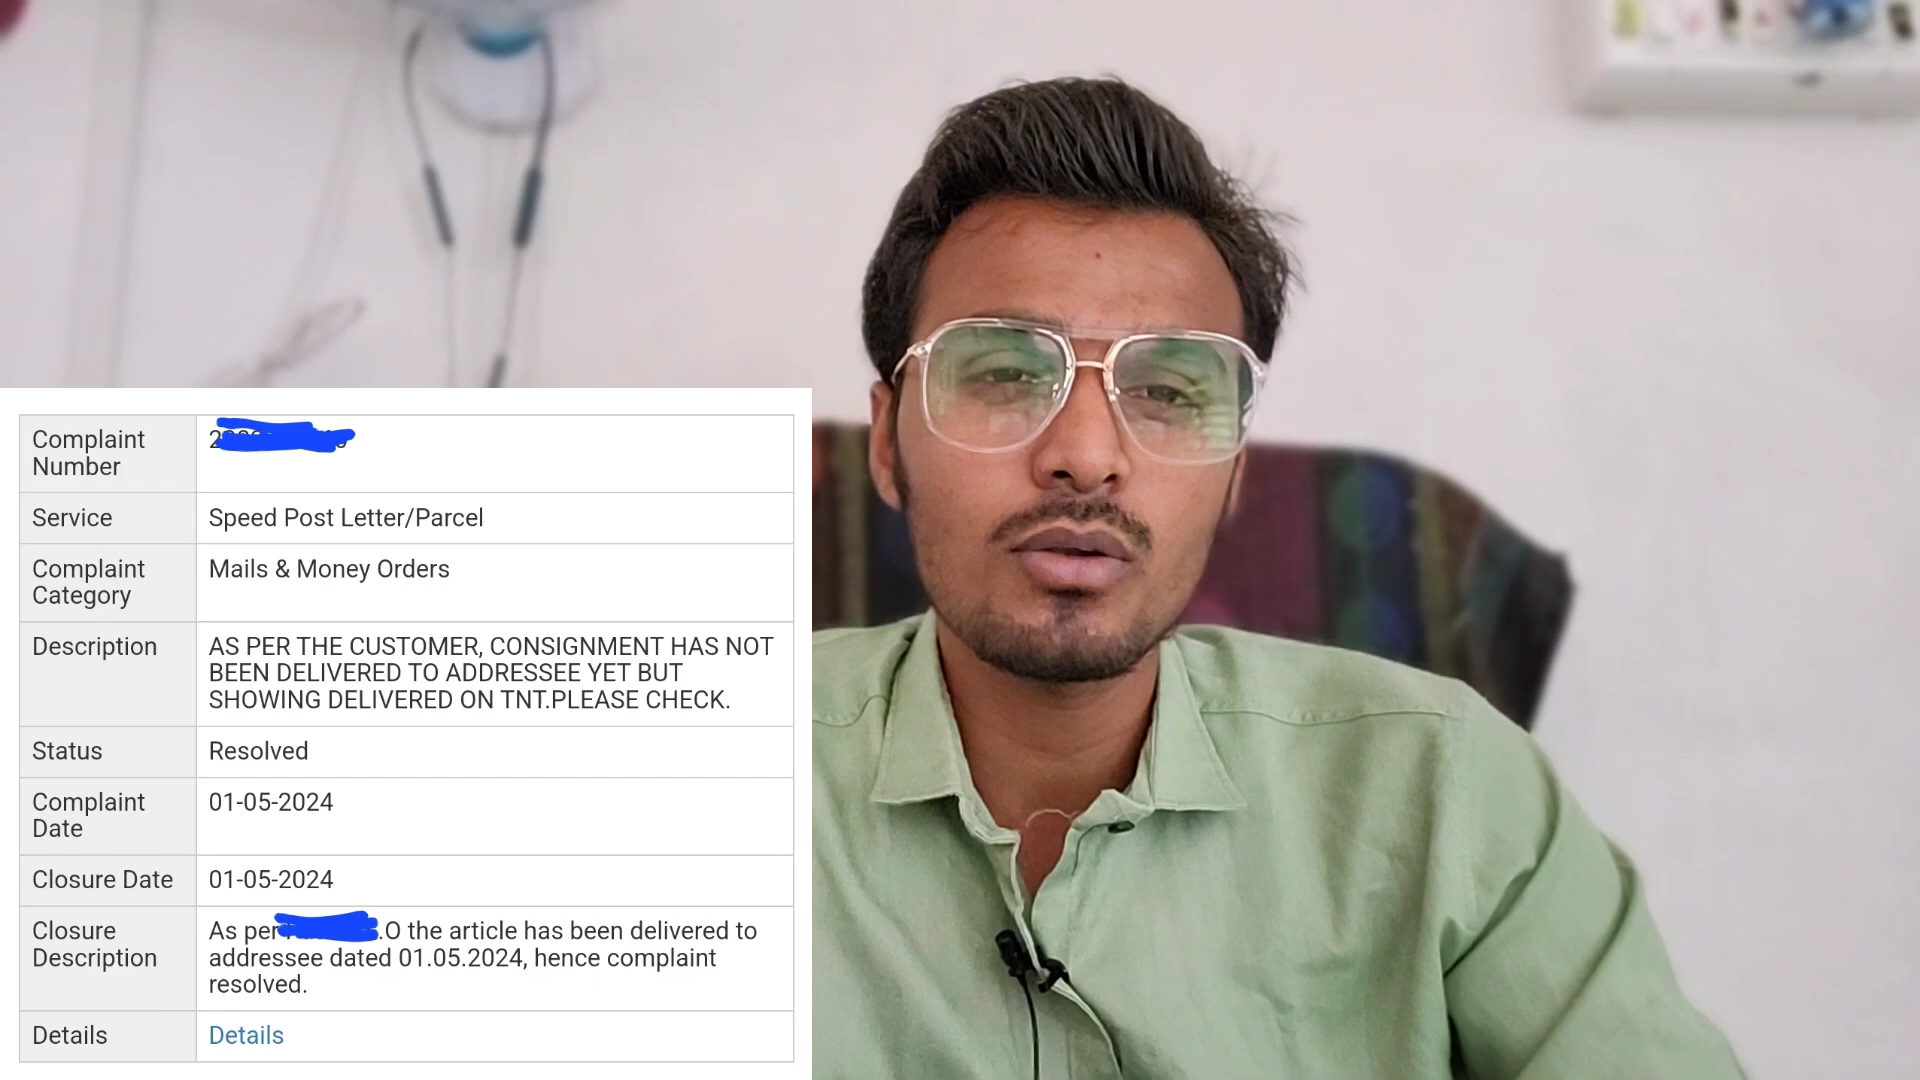 Complaint
Number
Service
Speed Post Letter/Parcel
Complaint
Category
Mails & Money Orders
Description
AS PER THE CUSTOMER, CONSIGNMENT HAS NOT
BEEN DELIVERED TO ADDRESSEE YET BUT
SHOWING DELIVERED ON TNT.PLEASE CHECK.
Status
Resolved
Complaint
Date
01-05-2024
Closure Date
01-05-2024
Closure
Description
As per .O the article has been delivered to
addressee dated 01.05.2024, hence complaint
resolved.
Details
Details